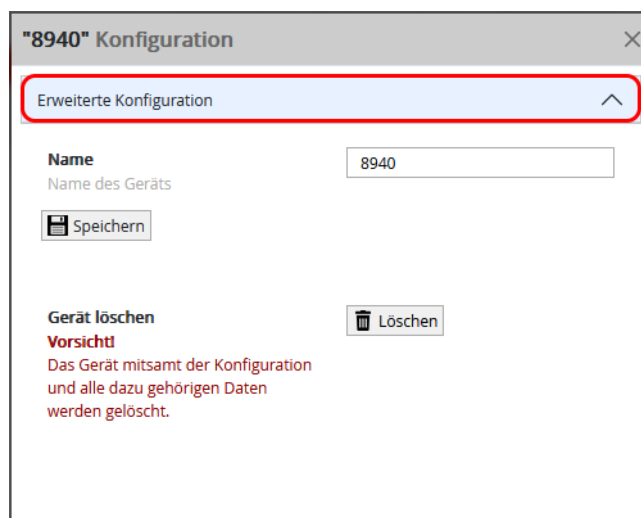 "8940" Konfiguration
Erweiterte Konfiguration
Name
8940
Name des Geräts
Speichern
Gerät löschen
Löschen
Vorsicht!
Das Gerät mitsamt der Konfiguration
und alle dazu gehörigen Daten
werden gelöscht.